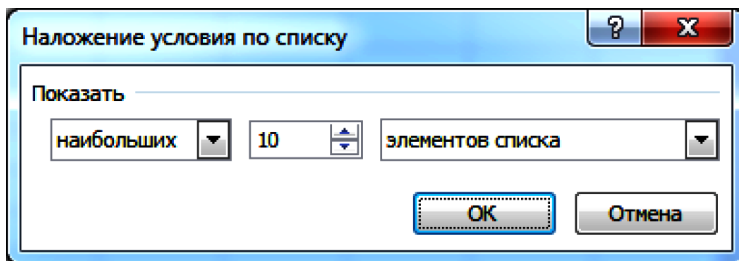 Наложение условия по списку
Показать
наибольших 10 элементов списка
ОК Отмена